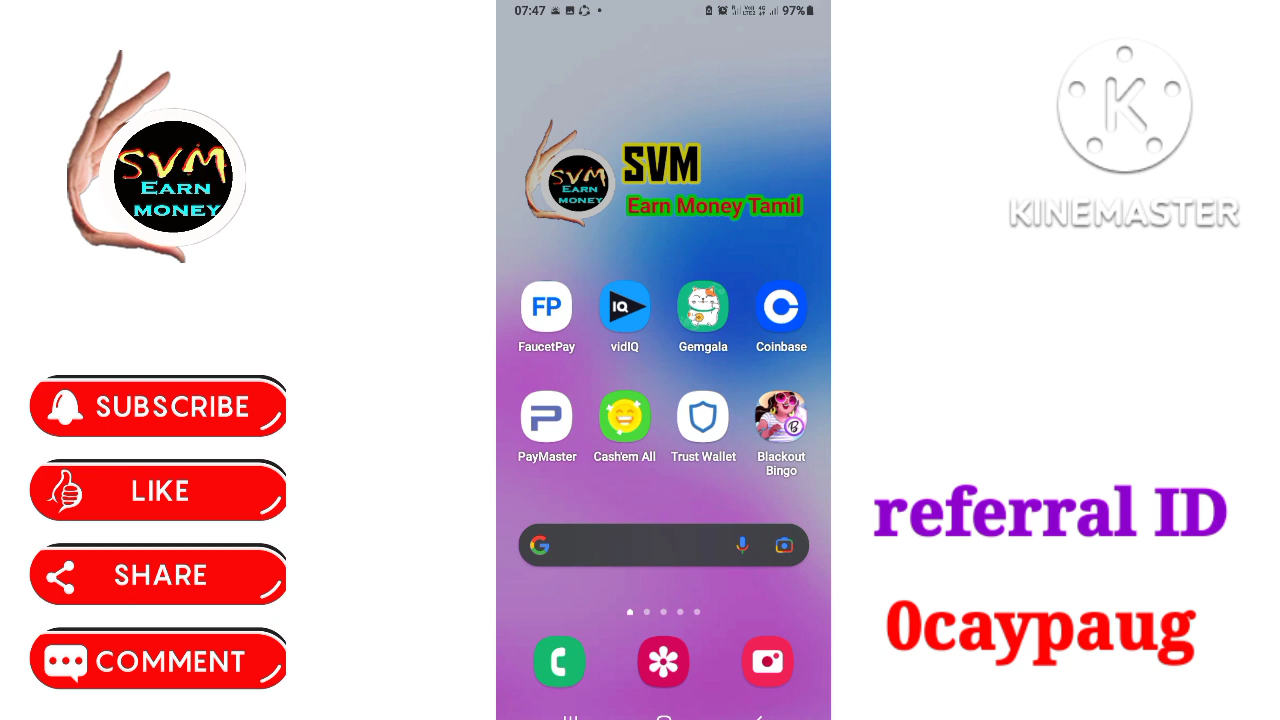 SVM
EARN
MONEY
SUBSCRIBE
LIKE
SHARE
COMMENT
07:47
97%
SVM
EARN
MONEY
SVM
Earn Money Tamil
FP
IQ
FaucetPay vidIQ Gemgala Coinbase
PayMaster Cash'em All Trust Wallet Blackout
Bingo
K
KINEMASTER
referral ID
0caypaug